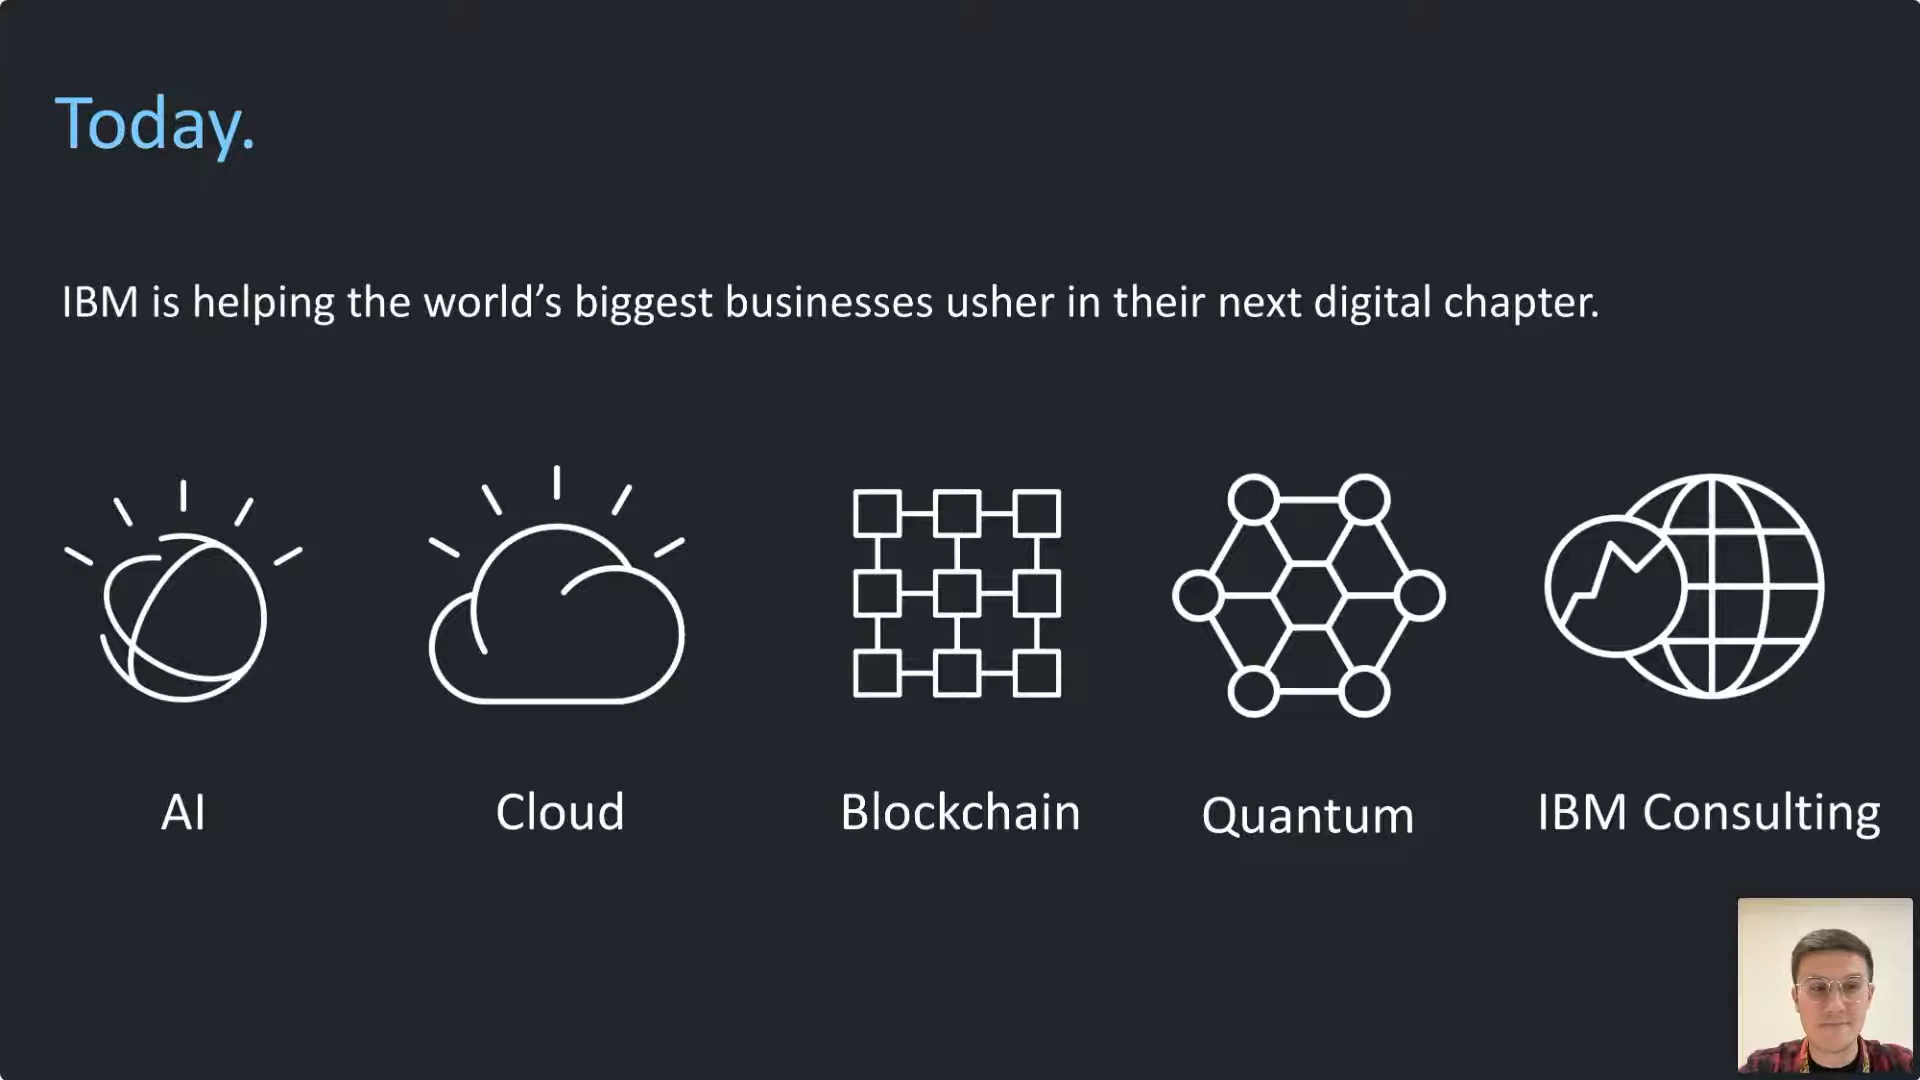 Today.
IBM is helping the world’s biggest businesses usher in their next digital chapter.
AI
Cloud
Blockchain
Quantum
IBM Consulting